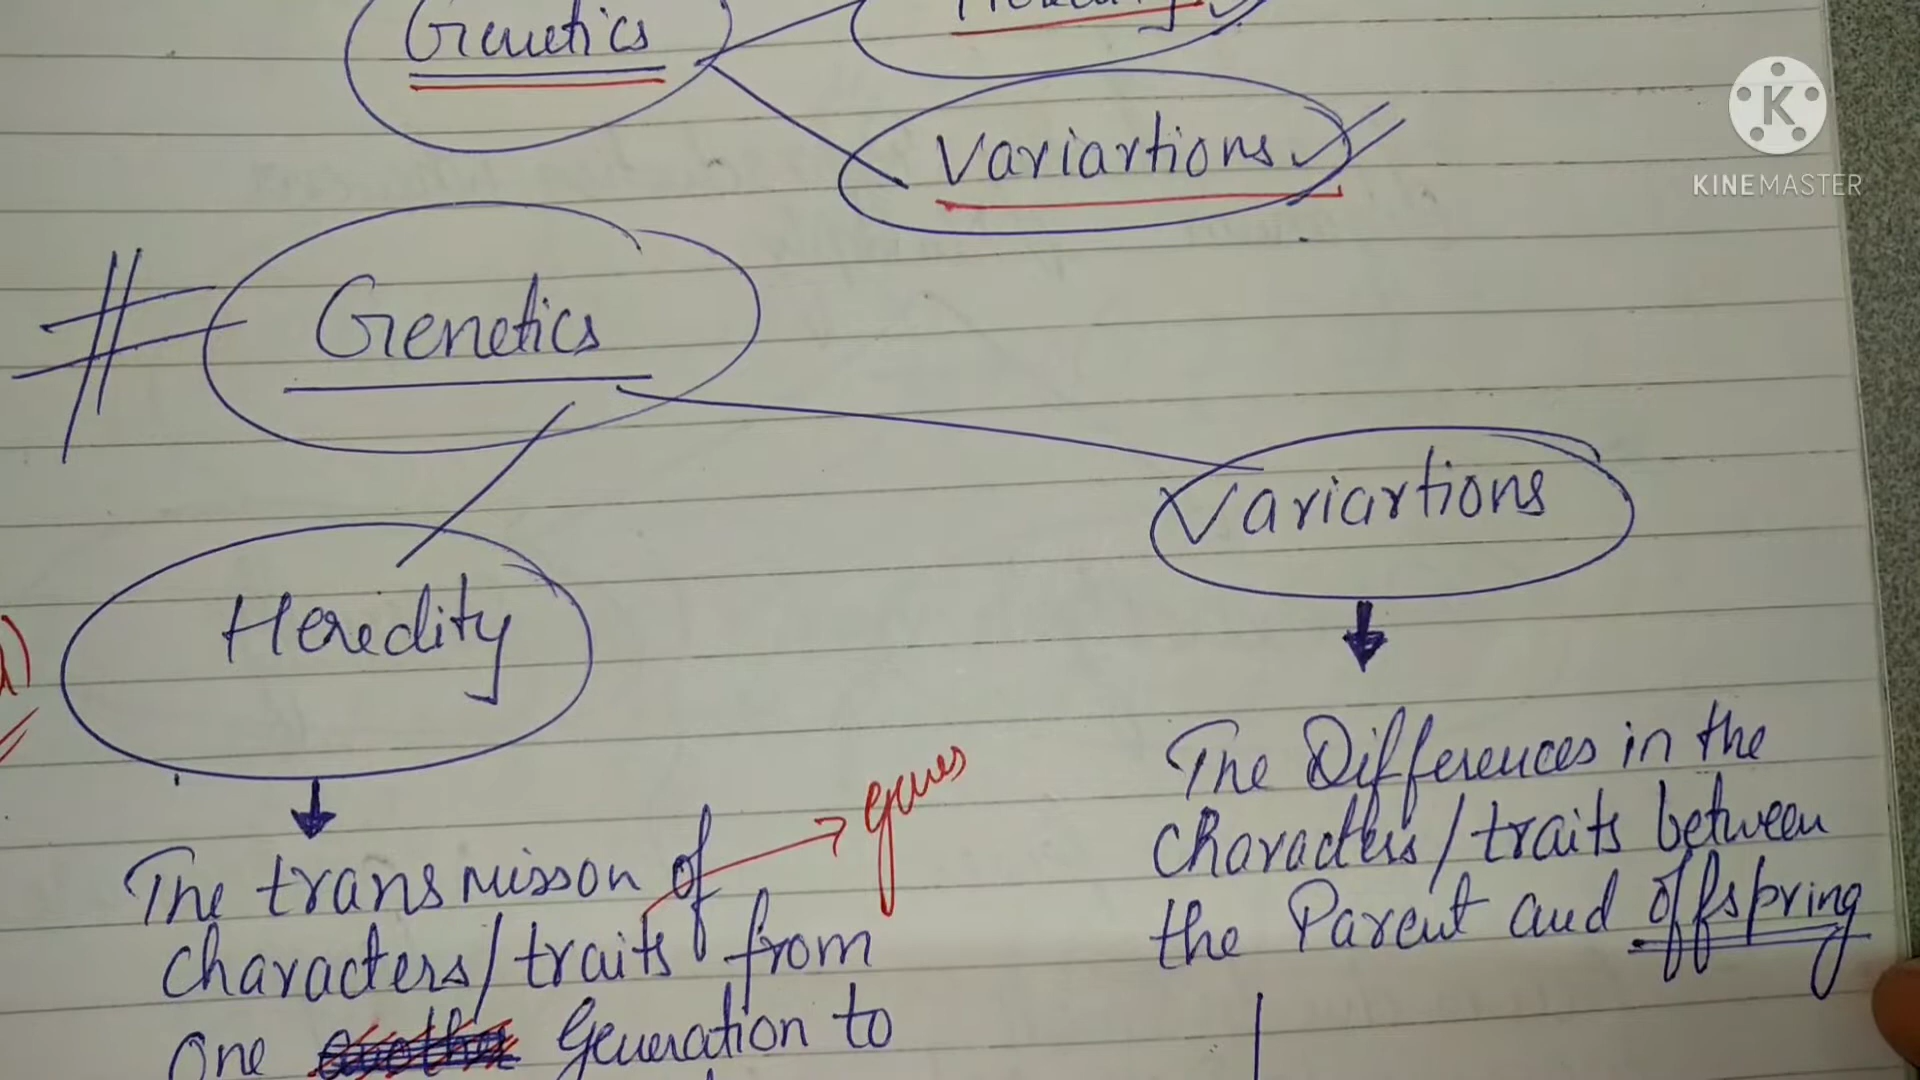 Genetics
Variartions
KINEMASTER
# Genetics
Variartions
Heredity
The Differences in the
characters/traits between
the Parent and offspring
genes
The transmisson of
characters/traits from
one Generation to